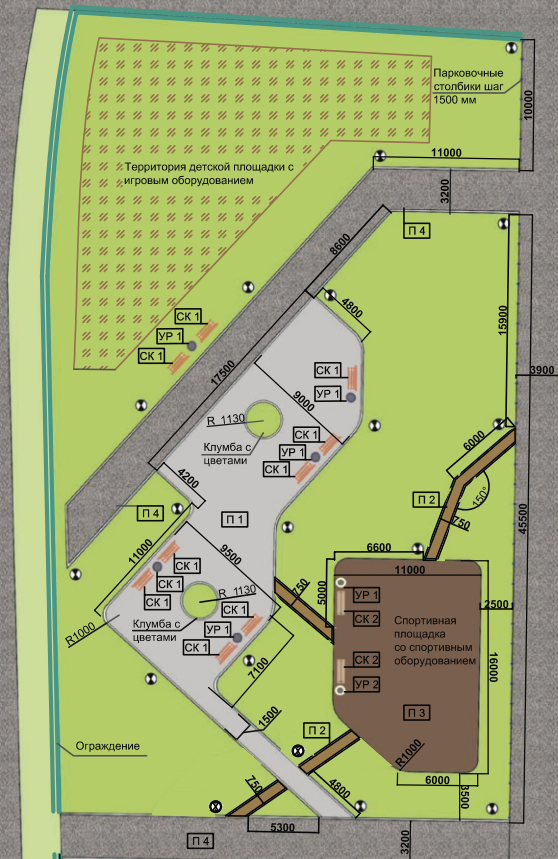 Парковочные
столбики шаг
1500 мм
10000
11000
3200
Территория детской площадки с
игровым оборудованием
П 4
8600
4800
15900
3900
СК 1
УР 1
СК 1
17500
9000
СК 1
УР 1
R 1130
Клумба с
цветами
СК 1
УР 1
СК 1
6000
150°
4200
П 2
750
П 4
П 1
45500
11000
9500
6600
11000
СК 1
СК 1
СК 1
R 1130
750
5000
УР 1
СК 2
2500
СК 1
R1000
Клумба с
цветами
УР 1
СК 1
Спортивная
площадка
со спортивным
оборудованием
СК 2
УР 2
16000
7100
1500
П 3
П 2
Ограждение
R1000
750
4800
6000
3500
5300
П 4
3200